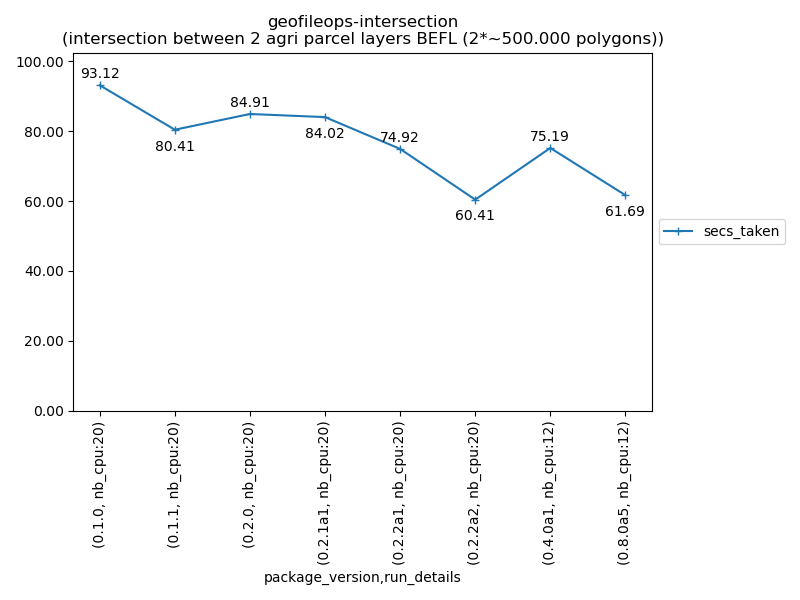 geofileops-intersection
(intersection between 2 agri parcel layers BEFL (2*~500.000 polygons))
100.00
80.00
60.00
40.00
20.00
0.00
93.12
80.41
84.91
84.02
74.92
60.41
75.19
61.69
secs_taken
(0.1.0, nb_cpu:20)
(0.1.1, nb_cpu:20)
(0.2.0, nb_cpu:20)
(0.2.1a1, nb_cpu:20)
(0.2.2a1, nb_cpu:20)
(0.2.2a2, nb_cpu:20)
(0.4.0a1, nb_cpu:12)
(0.8.0a5, nb_cpu:12)
package_version,run_details